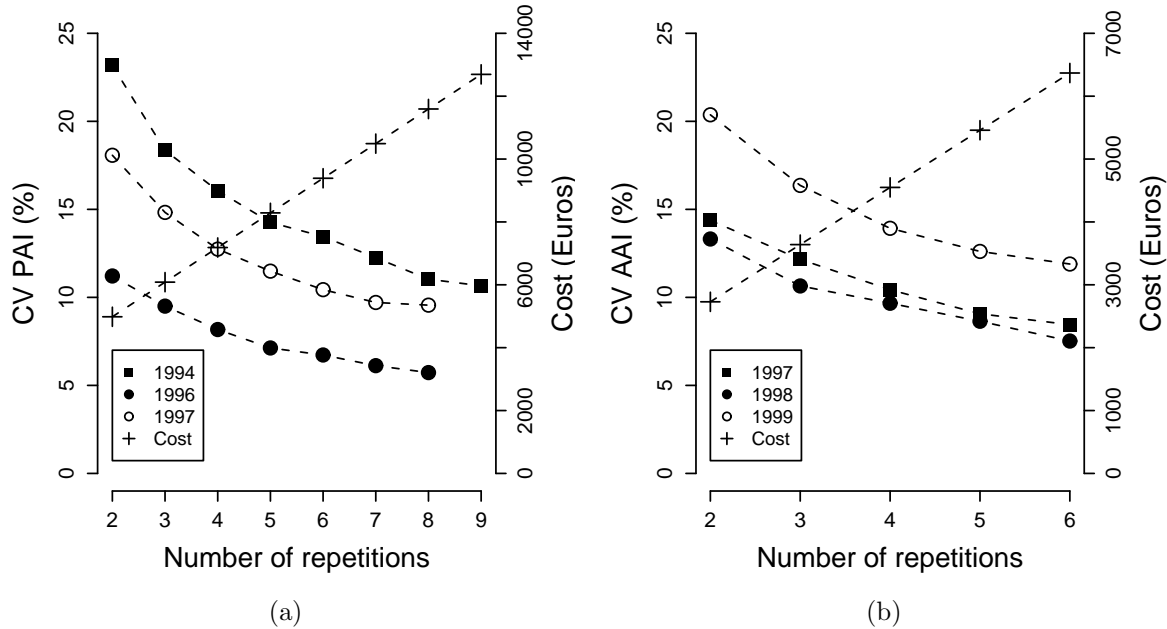 CV PAI (%)
0 5 10 15 20 25
1994
1996
1997
Cost
0 2000 6000 10000 14000
Cost (Euros)
2 3 4 5 6 7 8 9
Number of repetitions
(a)
CV AAI (%)
0 5 10 15 20 25
1997
1998
1999
Cost
0 1000 3000 5000 7000
Cost (Euros)
2 3 4 5 6
Number of repetitions
(b)